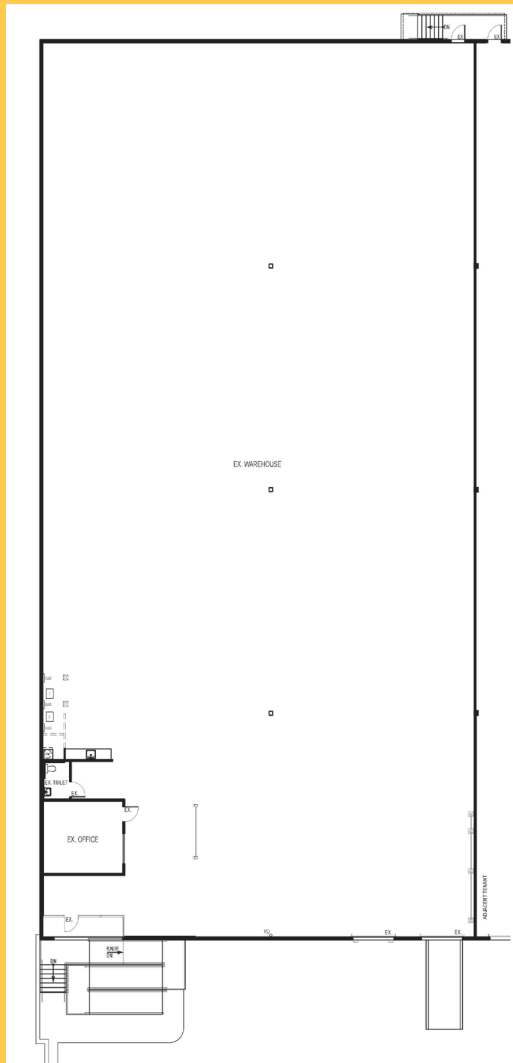 DN
EX.
EX.
EX. WAREHOUSE
EX. TOILET
EX.
EX.
EX. OFFICE
ADJACENT TENANT
EX.
FD
EX.
EX.
DN
DN